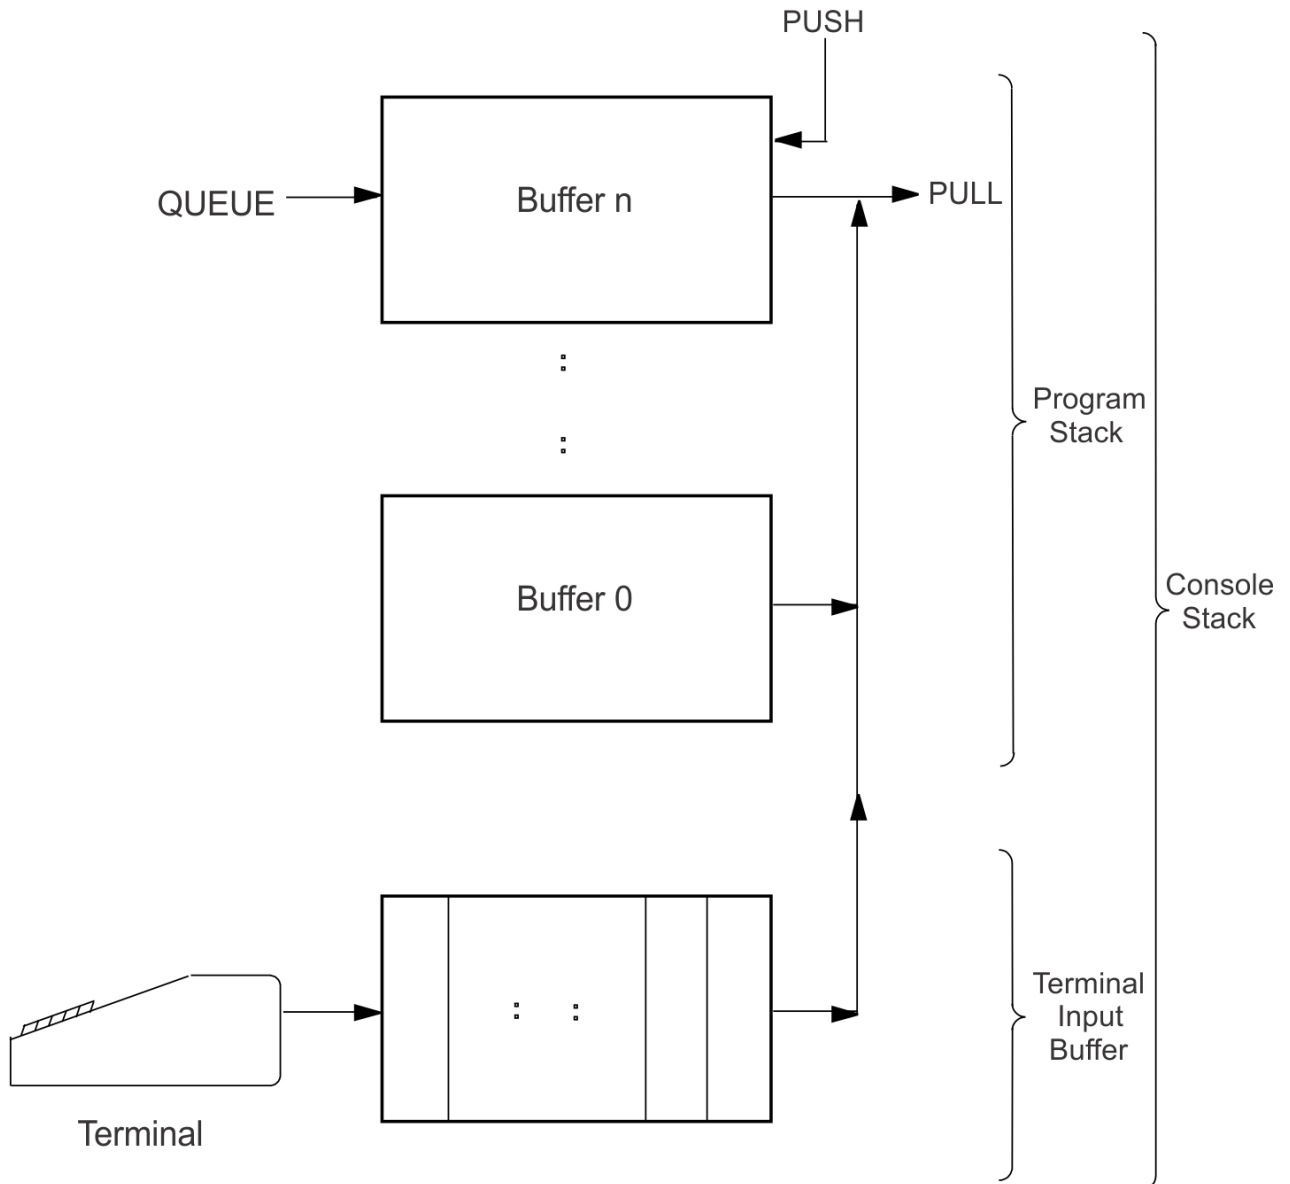 PUSH
QUEUE
Buffer n
PULL
Program
Stack
Buffer 0
Console
Stack
Terminal
Input
Buffer
Terminal